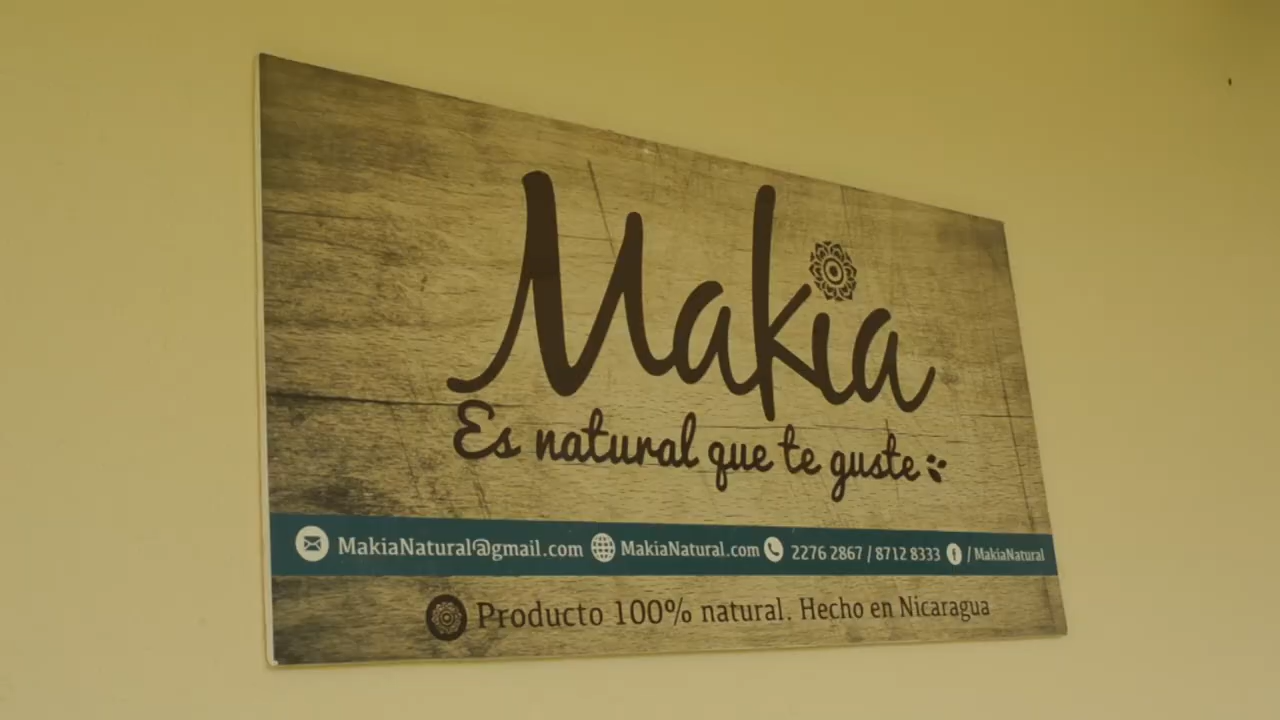 Makia
Es natural que te guste
MakiaNatural@gmail.com MakiaNatural.com 2276 2867 / 8712 8333 /MakiaNatural
Producto 100% natural. Hecho en Nicaragua